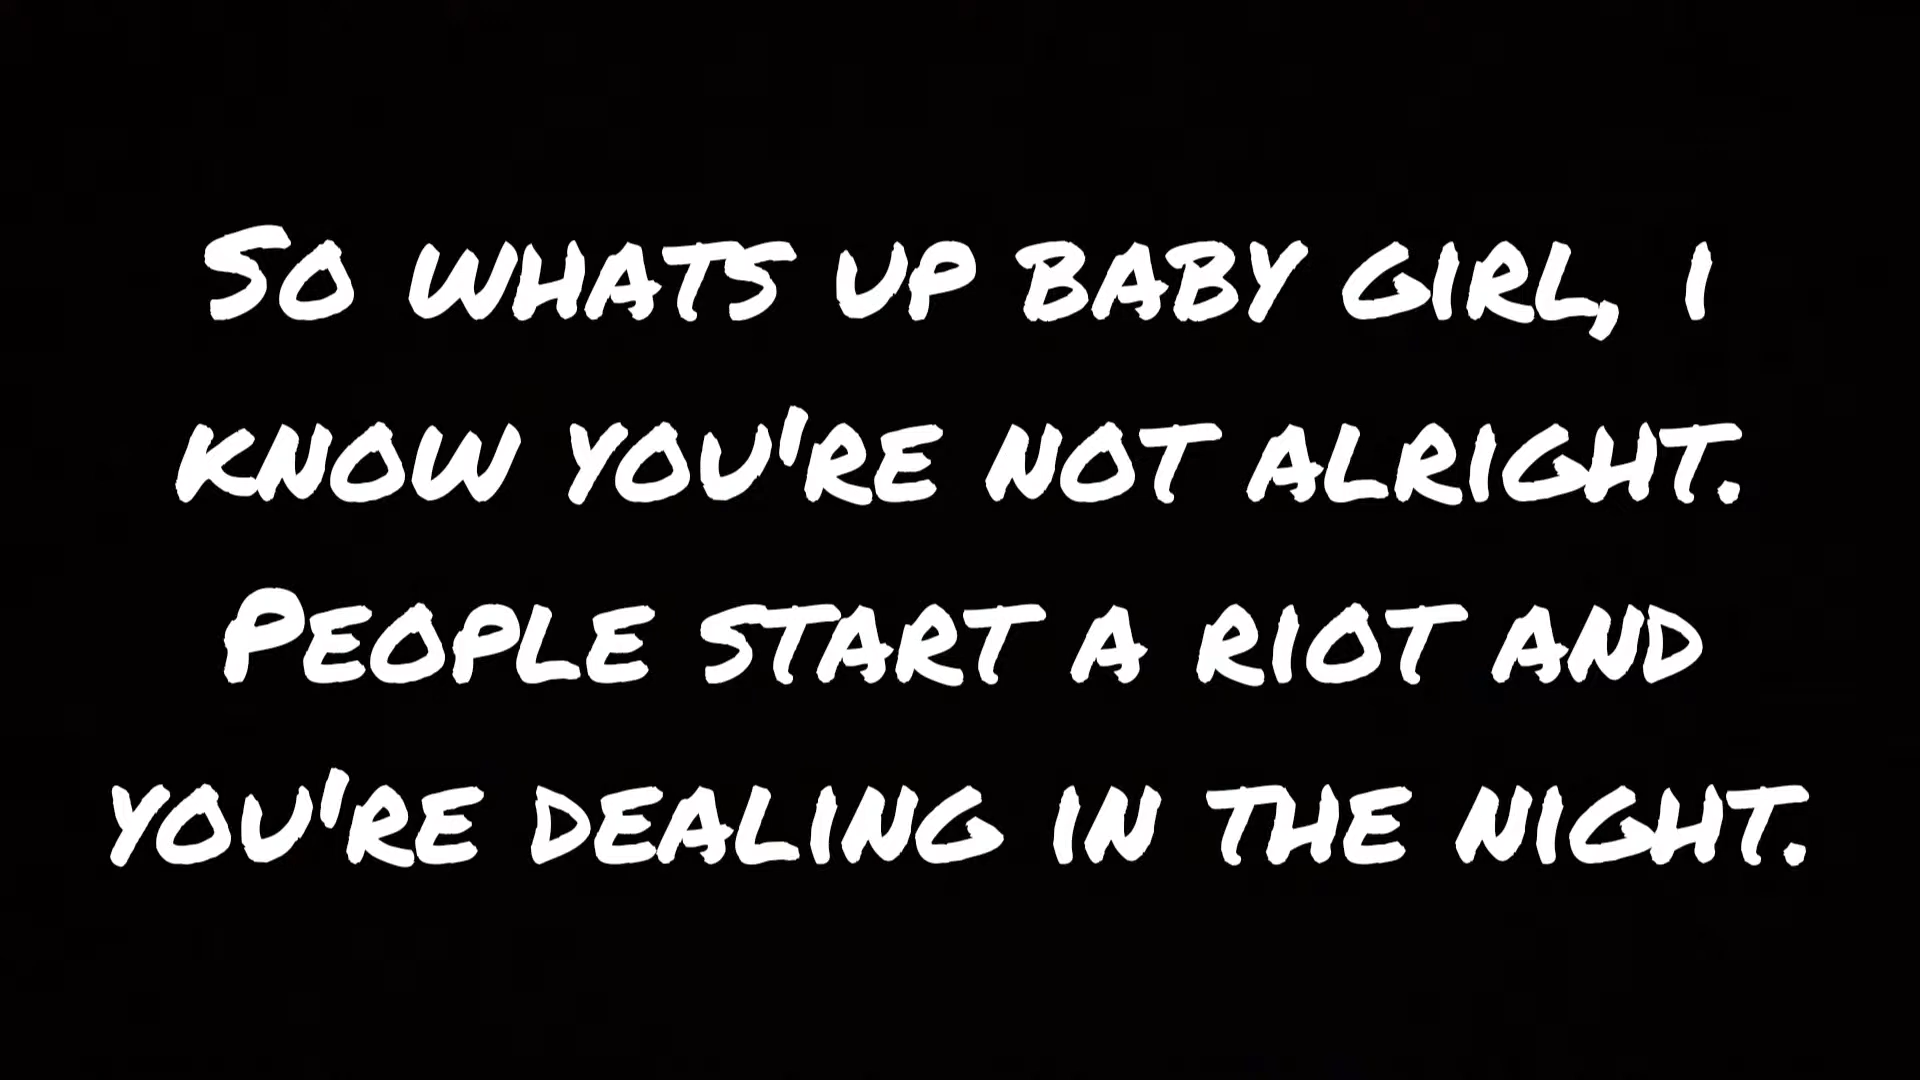 So whats up baby girl, i
know you're not alright.
People start a riot and
you're dealing in the night.